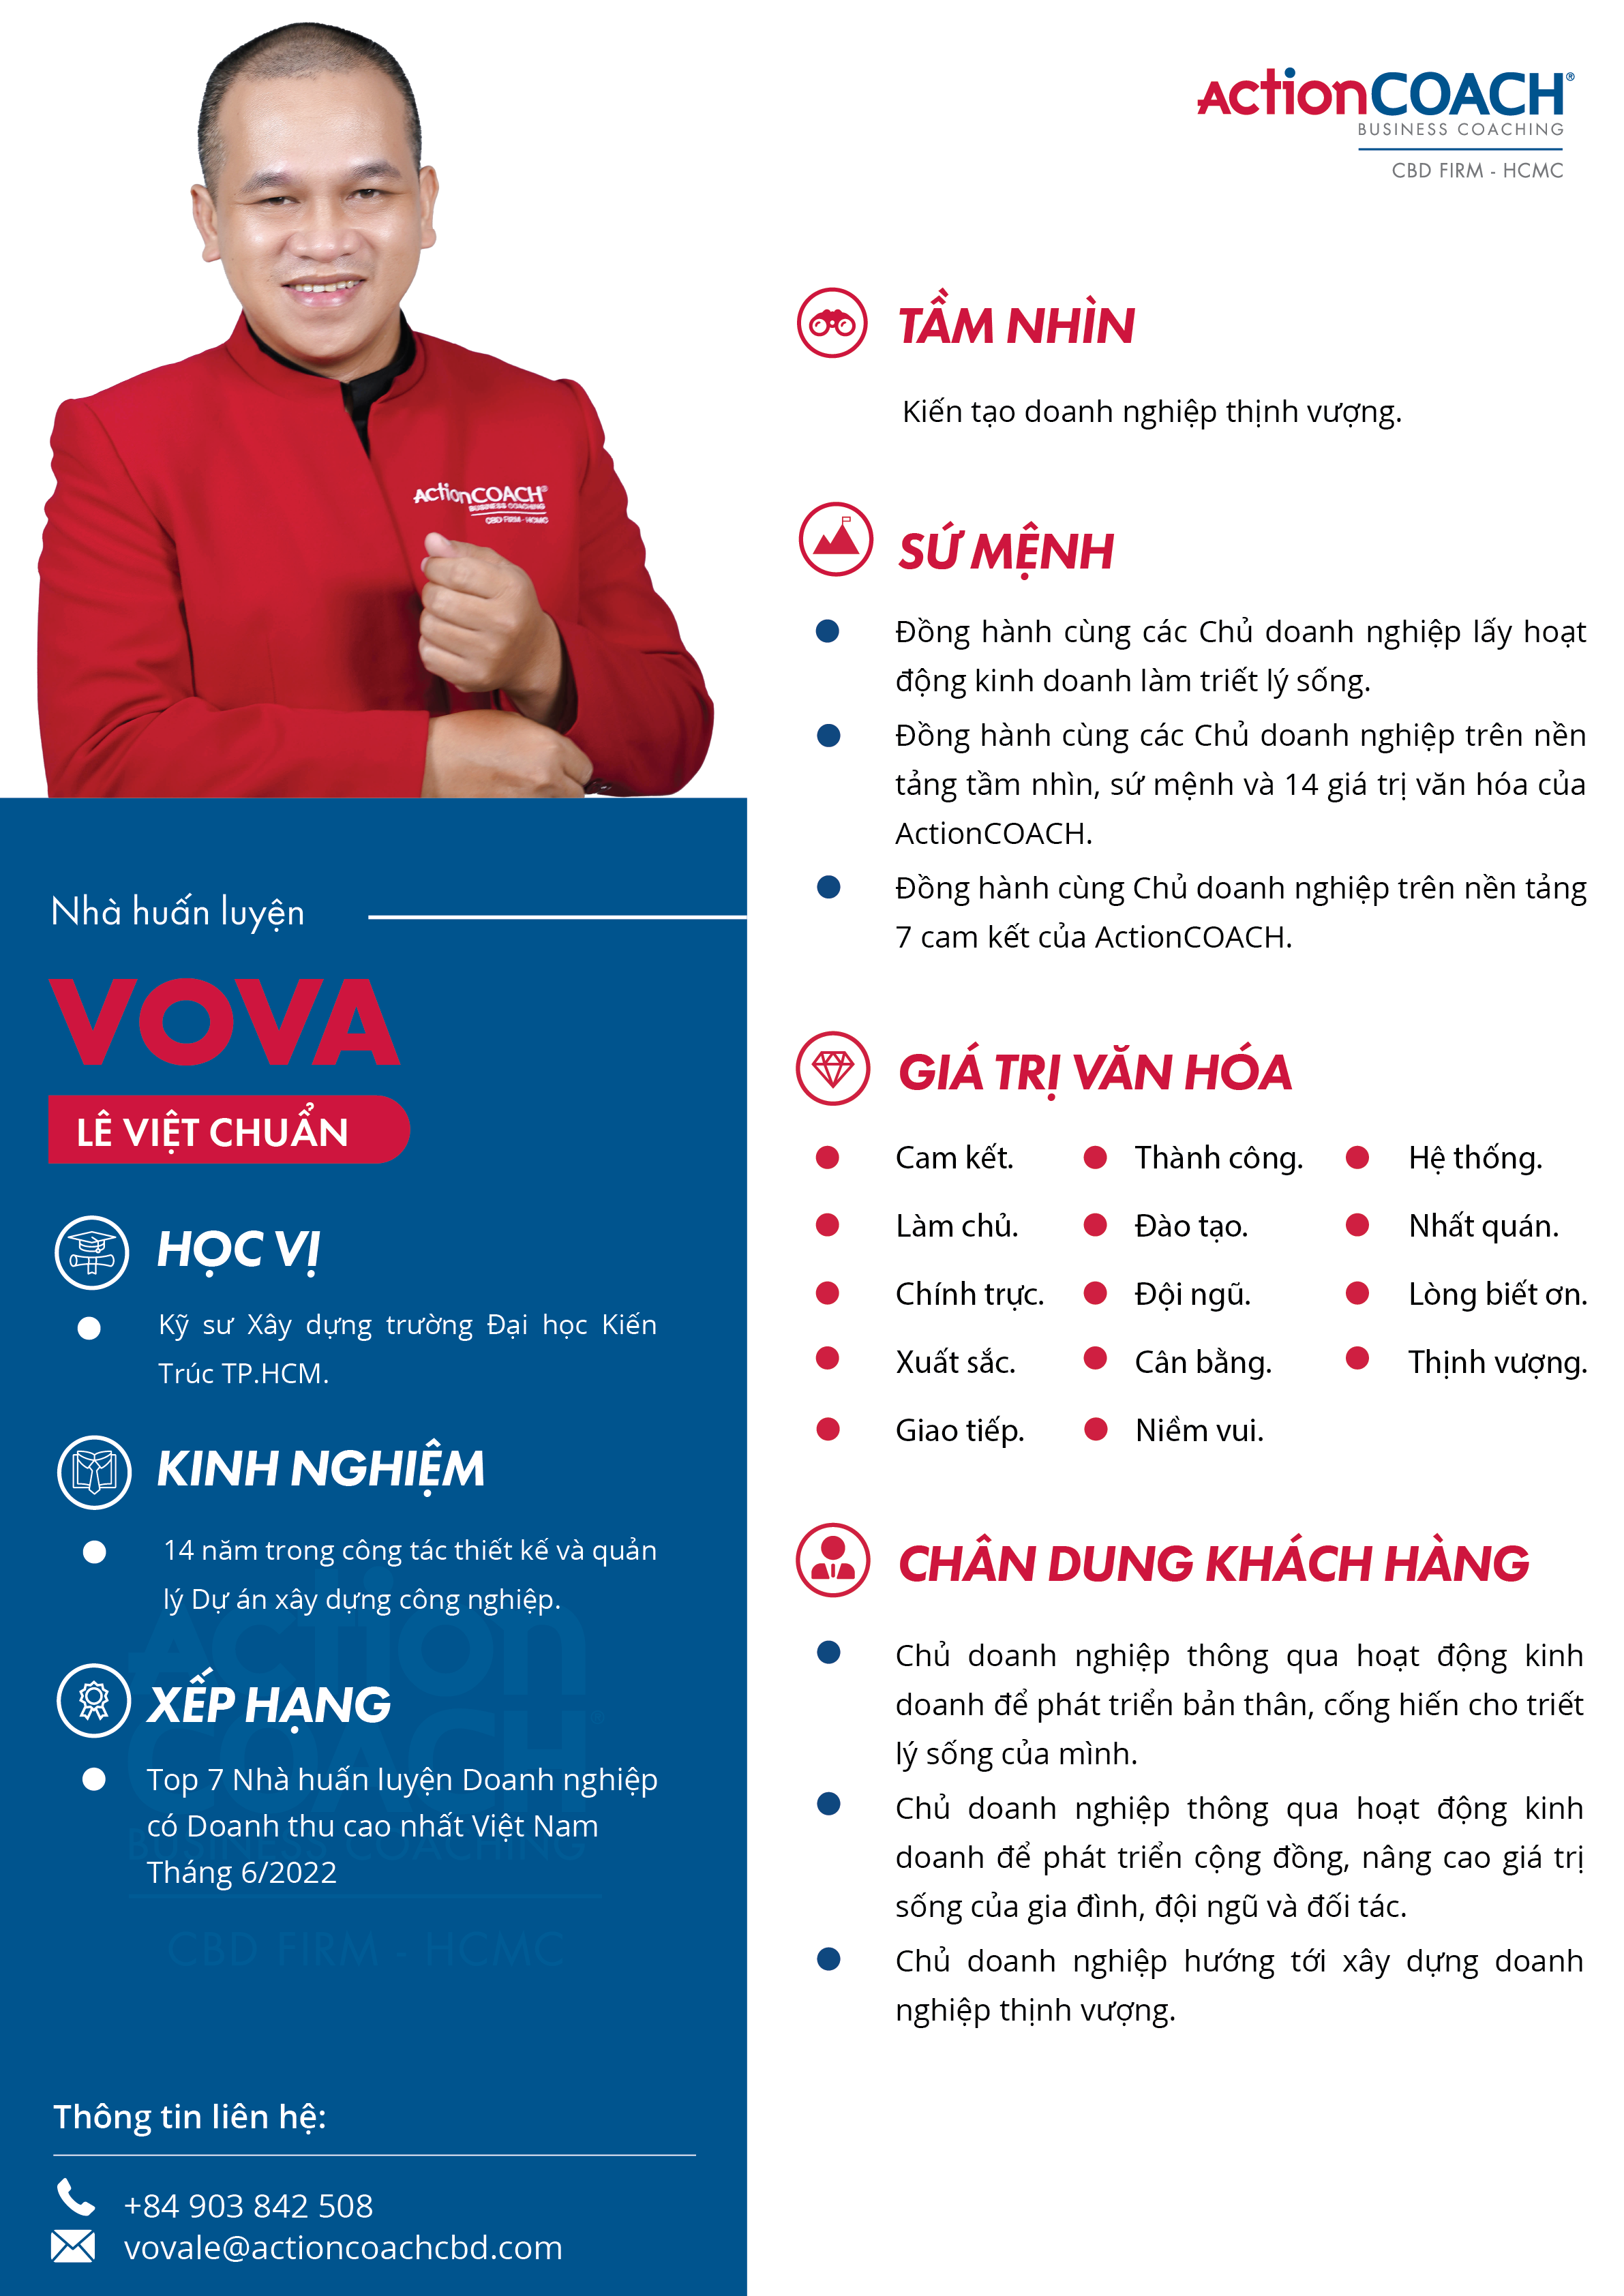 ActionCOACH®
BUSINESS COACHING
CBD FIRM - HCMC
ActionCOACH®
BUSINESS COACHING
CBD FIRM - HCMC
Nhà huấn luyện
VOVA
LÊ VIỆT CHUẨN
HỌC VỊ
Kỹ sư Xây dựng trường Đại học Kiến
Trúc TP.HCM.
KINH NGHIỆM
14 năm trong công tác thiết kế và quản
lý Dự án xây dựng công nghiệp.
XẾP HẠNG
Top 7 Nhà huấn luyện Doanh nghiệp
có Doanh thu cao nhất Việt Nam
Tháng 6/2022
Action
COACH®
BUSINESS COACHING
CBD FIRM - HCMC
Thông tin liên hệ:
+84 903 842 508
vovale@actioncoachcbd.com
TẦM NHÌN
Kiến tạo doanh nghiệp thịnh vượng.
SỨ MỆNH
Đồng hành cùng các Chủ doanh nghiệp lấy hoạt
động kinh doanh làm triết lý sống.
Đồng hành cùng các Chủ doanh nghiệp trên nền
tảng tầm nhìn, sứ mệnh và 14 giá trị văn hóa của
ActionCOACH.
Đồng hành cùng Chủ doanh nghiệp trên nền tảng
7 cam kết của ActionCOACH.
GIÁ TRỊ VĂN HÓA
Cam kết. Thành công. Hệ thống.
Làm chủ. Đào tạo. Nhất quán.
Chính trực. Đội ngũ. Lòng biết ơn.
Xuất sắc. Cân bằng. Thịnh vượng.
Giao tiếp. Niềm vui.
CHÂN DUNG KHÁCH HÀNG
Chủ doanh nghiệp thông qua hoạt động kinh
doanh để phát triển bản thân, cống hiến cho triết
lý sống của mình.
Chủ doanh nghiệp thông qua hoạt động kinh
doanh để phát triển cộng đồng, nâng cao giá trị
sống của gia đình, đội ngũ và đối tác.
Chủ doanh nghiệp hướng tới xây dựng doanh
nghiệp thịnh vượng.